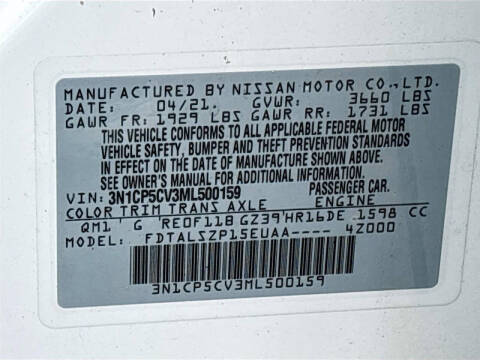 MANUFACTURED BY NISSAN MOTOR CO., LTD.
DATE: 04/21. GVWR: 3660 LBS
GAWR FR: 1929 LBS GAWR RR: 1731 LBS
THIS VEHICLE CONFORMS TO ALL APPLICABLE FEDERAL MOTOR
VEHICLE SAFETY, BUMPER AND THEFT PREVENTION STANDARDS
IN EFFECT ON THE DATE OF MANUFACTURE SHOWN ABOVE.
SEE OWNER'S MANUAL FOR ADDITIONAL INFORMATION.
VIN: 3N1CP5CV3ML500159 PASSENGER CAR
COLOR TRIM TRANS AXLE ENGINE
QM1 G RE0F11B GZ39 HR16DE 1598 CC
MODEL: FDTALSZP15EUAA---- 4Z000
3N1CP5CV3ML500159